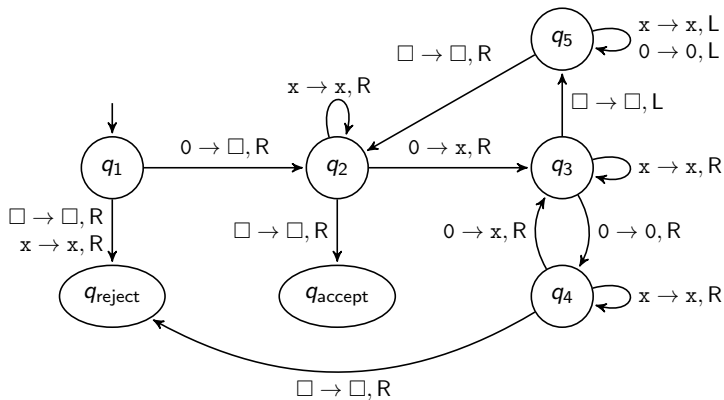 x → x, L
q5
0 → 0, L
□ → □, R
x → x, R
□ → □, L
0 → □, R
0 → x, R
q1
q2
q3
x → x, R
□ → □, R
x → x, R
□ → □, R
0 → x, R
0 → 0, R
qreject
qaccept
q4
x → x, R
□ → □, R